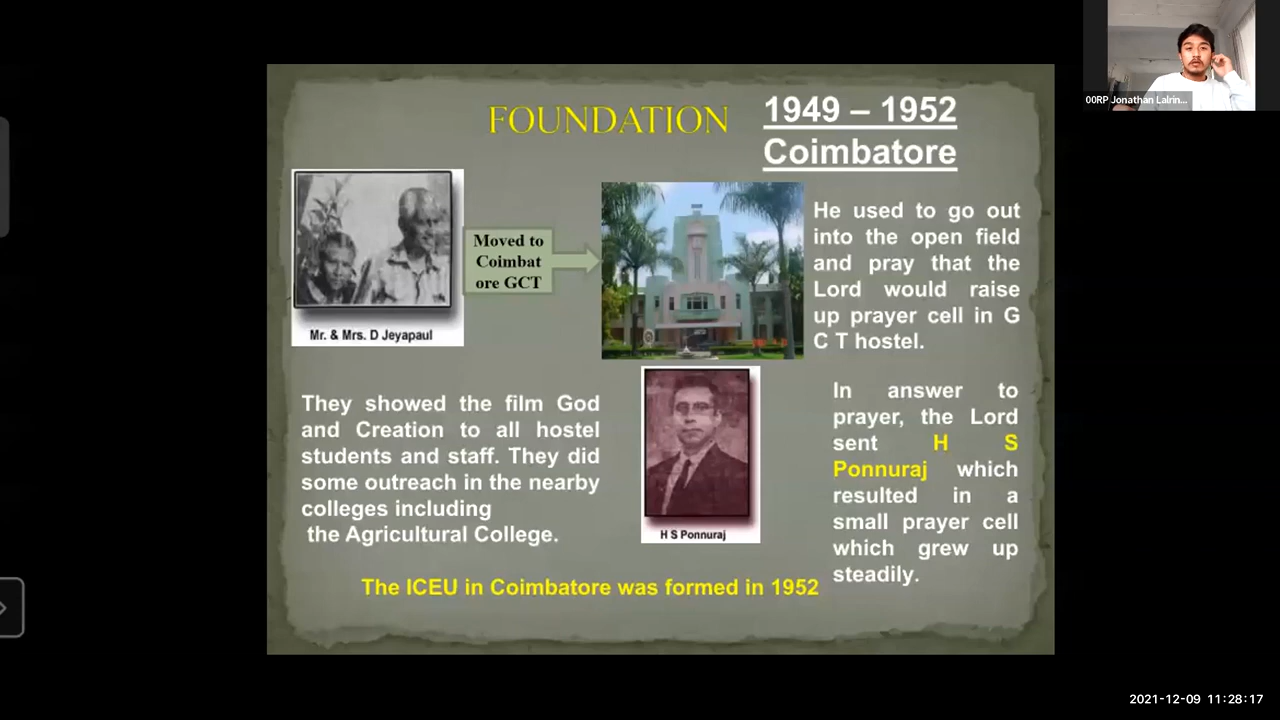 FOUNDATION
1949 – 1952
Coimbatore
Mr. & Mrs. D Jeyapaul
Moved to
Coimbat
ore GCT
He used to go out
into the open field
and pray that the
Lord would raise
up prayer cell in G
C T hostel.
They showed the film God
and Creation to all hostel
students and staff. They did
some outreach in the nearby
colleges including
the Agricultural College.
H S Ponnuraj
In answer to
prayer, the Lord
sent H S
Ponnuraj which
resulted in a
small prayer cell
which grew up
steadily.
The ICEU in Coimbatore was formed in 1952
00RP Jonathan Lalrin...
2021-12-09 11:28:17